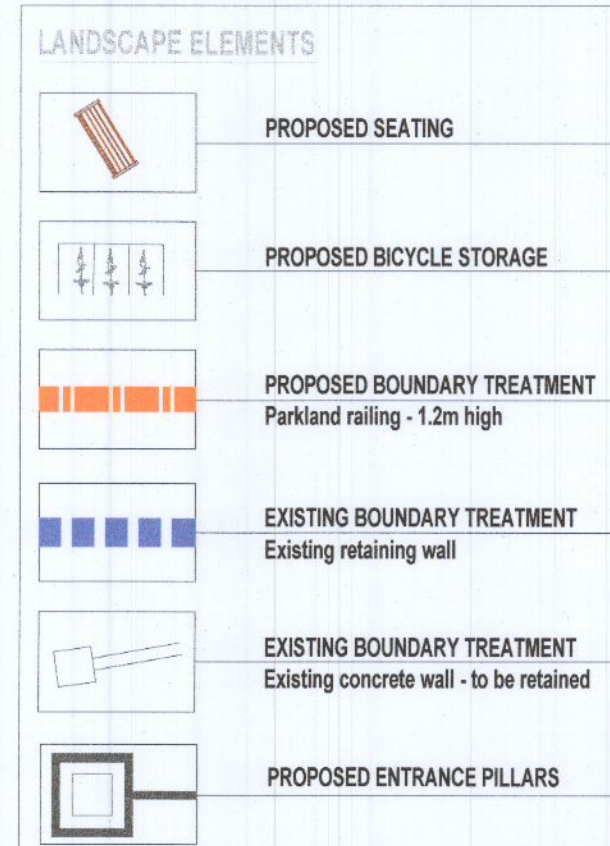 LANDSCAPE ELEMENTS
PROPOSED SEATING
PROPOSED BICYCLE STORAGE
PROPOSED BOUNDARY TREATMENT
Parkland railing - 1.2m high
EXISTING BOUNDARY TREATMENT
Existing retaining wall
EXISTING BOUNDARY TREATMENT
Existing concrete wall - to be retained
PROPOSED ENTRANCE PILLARS